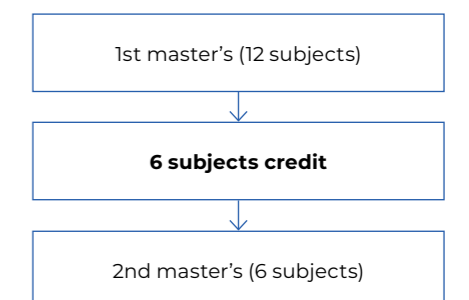 1st master’s (12 subjects)
6 subjects credit
2nd master’s (6 subjects)